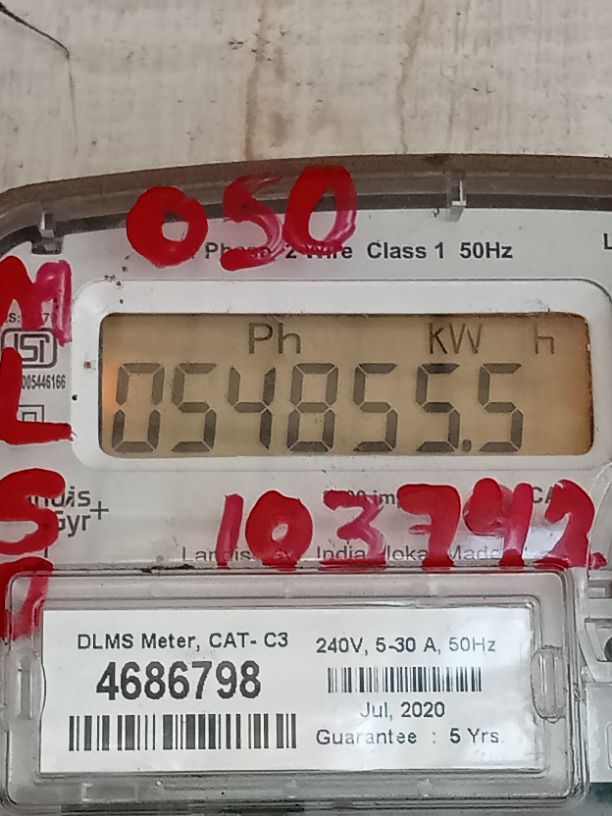 050
Phase 2 Wire Class 1 50Hz
Ph KW h
054855.5
005446166
Gyr+
103742
DLMS Meter, CAT- C3
4686798
240V, 5-30 A, 50Hz
Jul, 2020
Guarantee : 5 Yrs.